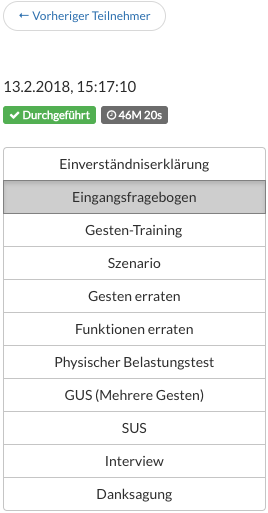 ← Vorheriger Teilnehmer
13.2.2018, 15:17:10
✔ Durchgeführt 46M 20s
Einverständniserklärung
Eingangsfragebogen
Gesten-Training
Szenario
Gesten erraten
Funktionen erraten
Physischer Belastungstest
GUS (Mehrere Gesten)
SUS
Interview
Danksagung